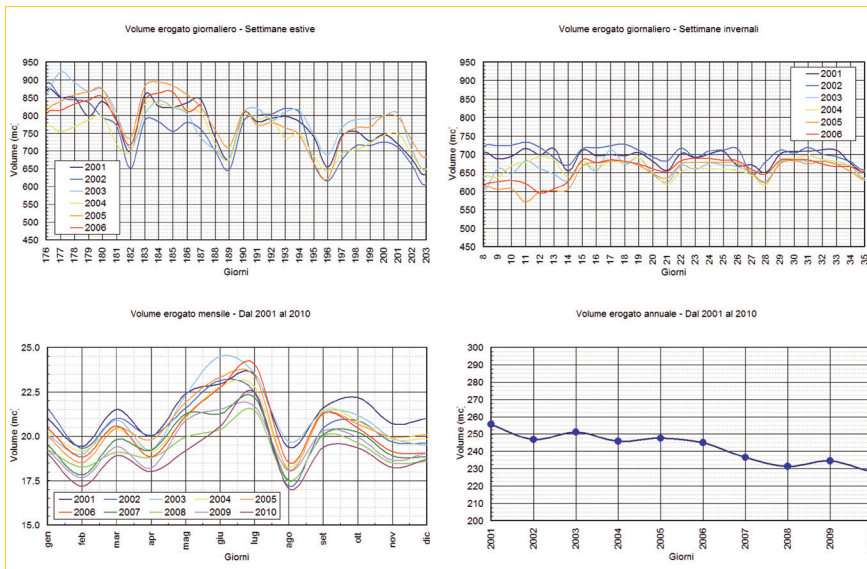 Volume erogato giornaliero - Settimane estive
Volume (mc)
950
900
850
800
750
700
650
600
550
500
450
2001
2002
2003
2004
2005
2006
176 177 178 179 180 181 182 183 184 185 186 187 188 189 190 191 192 193 194 195 196 197 198 199 200 201 202 203
Giorni
Volume erogato giornaliero - Settimane invernali
Volume (mc)
950
900
850
800
750
700
650
600
550
500
450
2001
2002
2003
2004
2005
2006
8 9 10 11 12 13 14 15 16 17 18 19 20 21 22 23 24 25 26 27 28 29 30 31 32 33 34 35
Giorni
Volume erogato mensile - Dal 2001 al 2010
Volume (mc)
25.0
22.5
20.0
17.5
15.0
2001 2002 2003 2004 2005
2006 2007 2008 2009 2010
gen feb mar apr mag giu lug ago set ott nov dic
Giorni
Volume erogato annuale - Dal 2001 al 2010
Volume (mc)
300
290
280
270
260
250
240
230
220
210
200
2001 2002 2003 2004 2005 2006 2007 2008 2009
Giorni